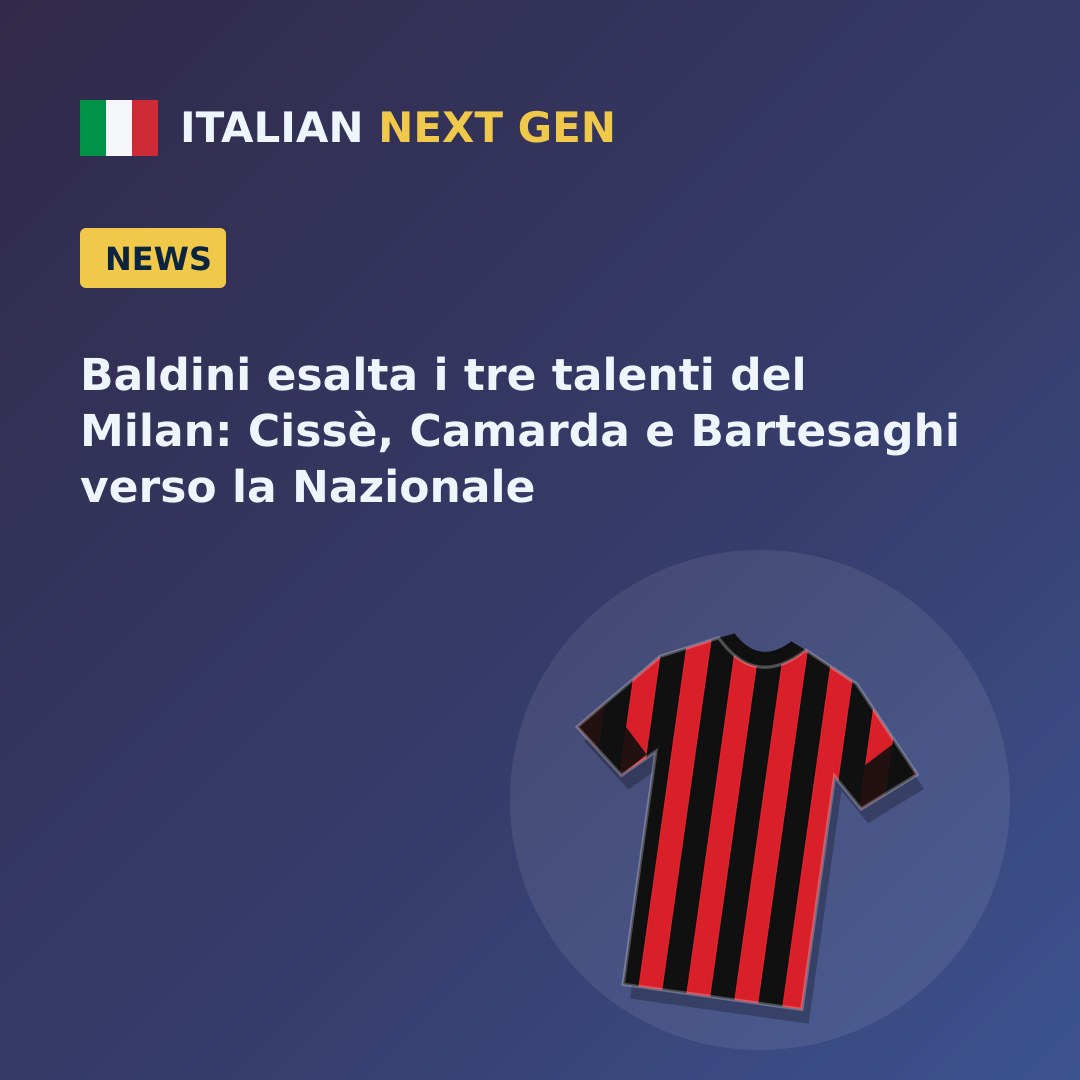 ITALIAN NEXT GEN
NEWS
Baldini esalta i tre talenti del
Milan: Cissè, Camarda e Bartesaghi
verso la Nazionale